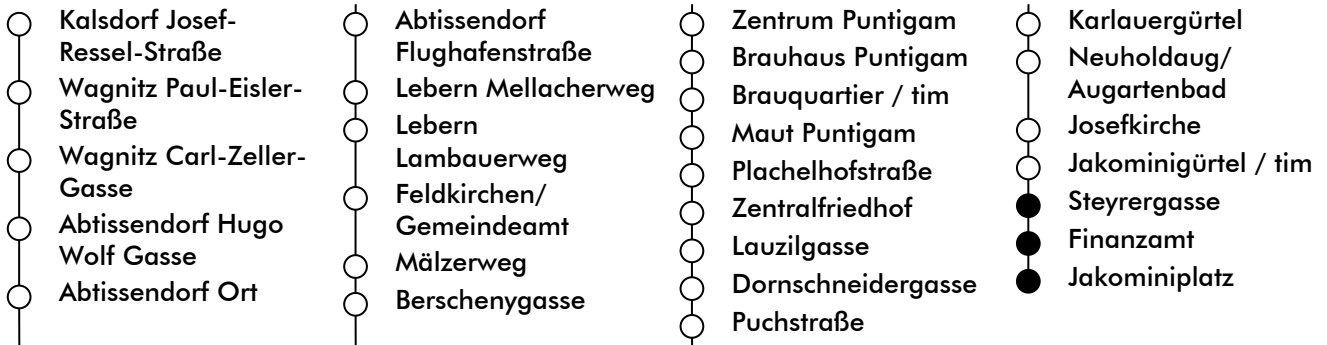 Kalsdorf Josef-
Ressel-Straße
Wagnitz Paul-Eisler-
Straße
Wagnitz Carl-Zeller-
Gasse
Abtissendorf Hugo
Wolf Gasse
Abtissendorf Ort
Abtissendorf
Flughafenstraße
Lebern Mellacherweg
Lebern
Lambauerweg
Feldkirchen/
Gemeindeamt
Mälzerweg
Berschenygasse
Zentrum Puntigam
Brauhaus Puntigam
Brauquartier / tim
Maut Puntigam
Plachelhofstraße
Zentralfriedhof
Lauzilgasse
Dornschneidergasse
Puchstraße
Karlauergürtel
Neuholdaug/
Augartenbad
Josefkirche
Jakominigürtel / tim
Steyrergasse
Finanzamt
Jakominiplatz